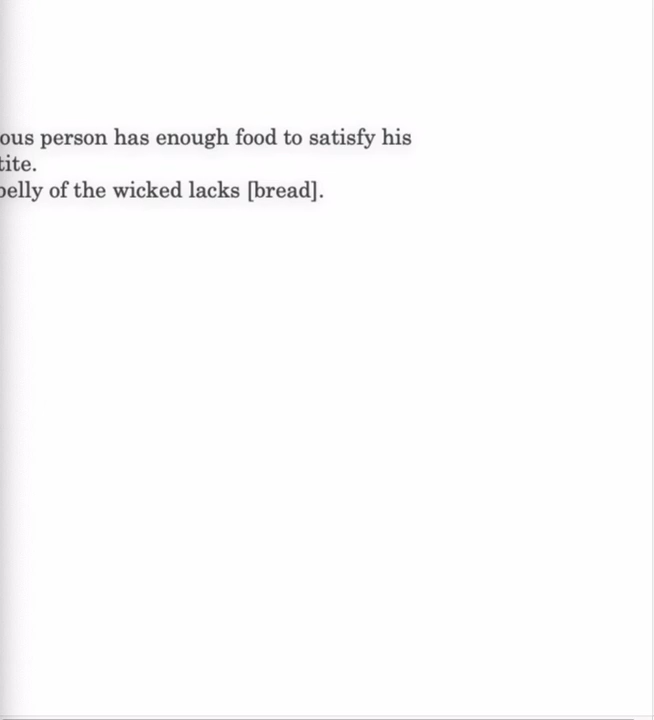 ous person has enough food to satisfy his
tite.
belly of the wicked lacks [bread].